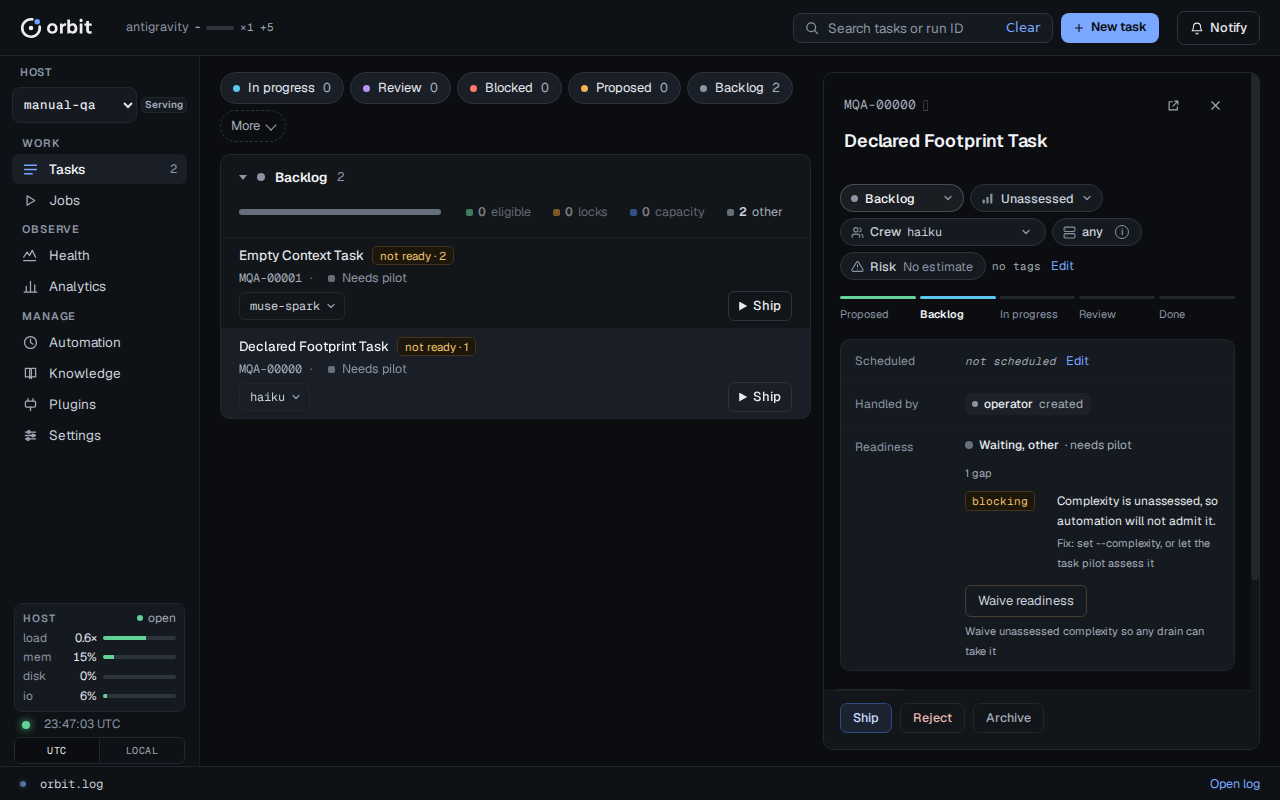 orbit
antigravity – ×1 +5
Search tasks or run ID Clear
+ New task
Notify
HOST
manual-qa Serving
WORK
Tasks 2
Jobs
OBSERVE
Health
Analytics
MANAGE
Automation
Knowledge
Plugins
Settings
HOST open
load 0.6×
mem 15%
disk 0%
io 6%
23:47:03 UTC
UTC LOCAL
In progress 0
Review 0
Blocked 0
Proposed 0
Backlog 2
More
Backlog 2
0 eligible 0 locks 0 capacity 2 other
Empty Context Task not ready · 2
MQA-00001 · Needs pilot
muse-spark Ship
Declared Footprint Task not ready · 1
MQA-00000 · Needs pilot
haiku Ship
MQA-00000
Declared Footprint Task
Backlog Unassessed
Crew haiku any
Risk No estimate no tags Edit
Proposed Backlog In progress Review Done
Scheduled not scheduled Edit
Handled by operator created
Readiness Waiting, other · needs pilot
1 gap
blocking Complexity is unassessed, so
automation will not admit it.
Fix: set --complexity, or let the
task pilot assess it
Waive readiness
Waive unassessed complexity so any drain can
take it
Ship Reject Archive
orbit.log Open log